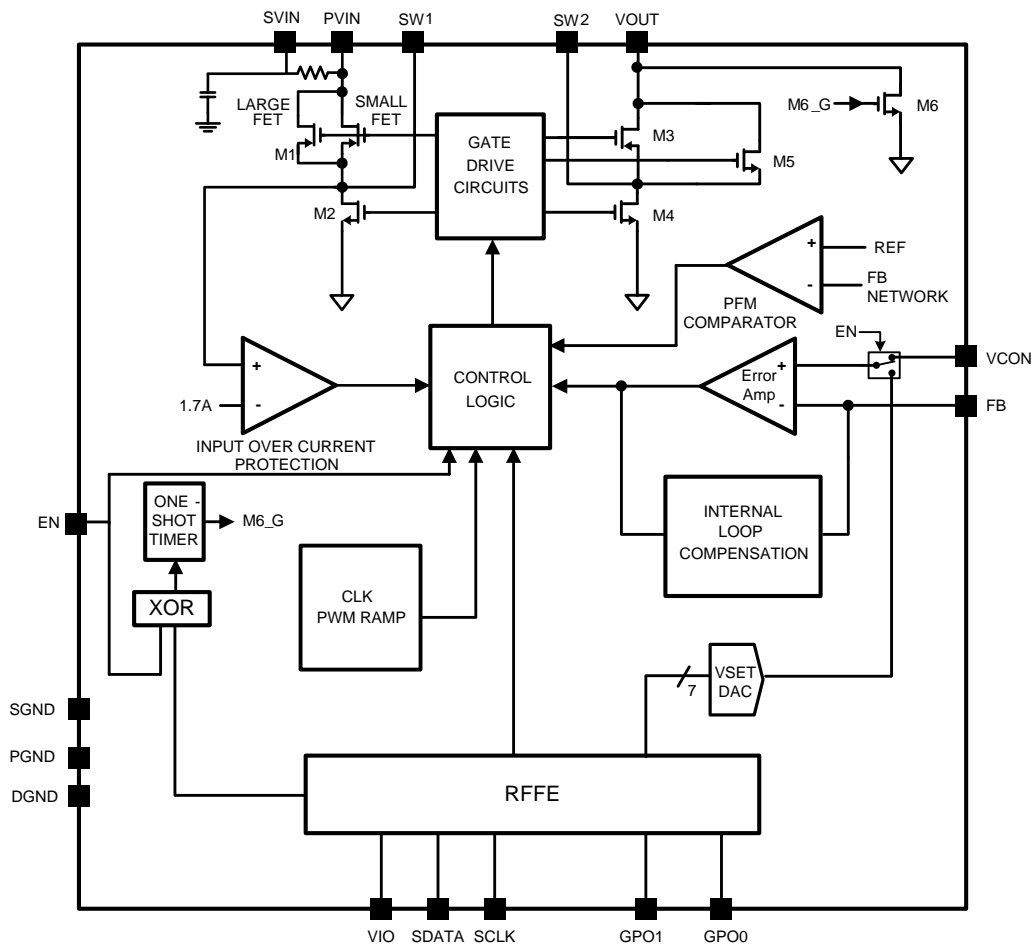 SVIN
PVIN
SW1
SW2
VOUT
LARGE
FET
SMALL
FET
M1
M2
GATE
DRIVE
CIRCUITS
M3
M5
M4
M6_G
M6
+
-
REF
FB
NETWORK
PFM
COMPARATOR
EN
VCON
FB
+
-
1.7A
INPUT OVER CURRENT
PROTECTION
CONTROL
LOGIC
Error
Amp
+
-
EN
ONE -
SHOT
TIMER
M6_G
XOR
CLK
PWM RAMP
INTERNAL
LOOP
COMPENSATION
7
VSET
DAC
SGND
PGND
DGND
RFFE
VIO
SDATA
SCLK
GPO1
GPO0